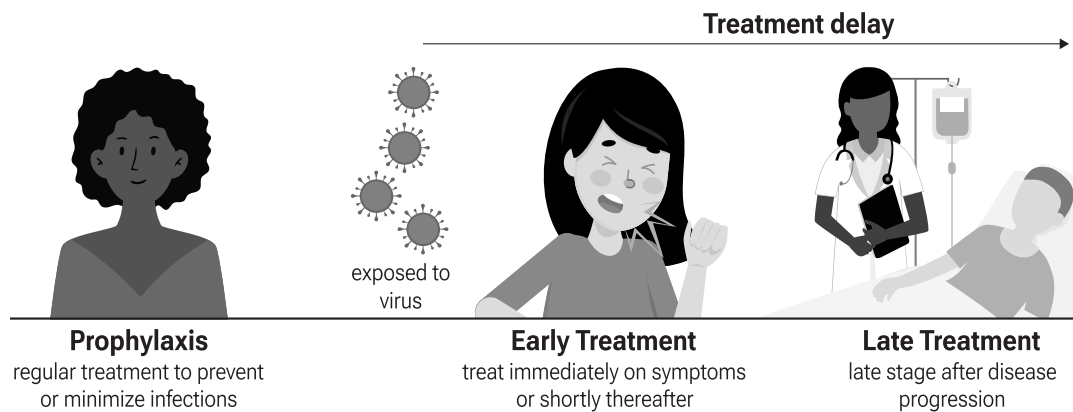 Treatment delay
exposed to
virus
Prophylaxis
regular treatment to prevent
or minimize infections
Early Treatment
treat immediately on symptoms
or shortly thereafter
Late Treatment
late stage after disease
progression